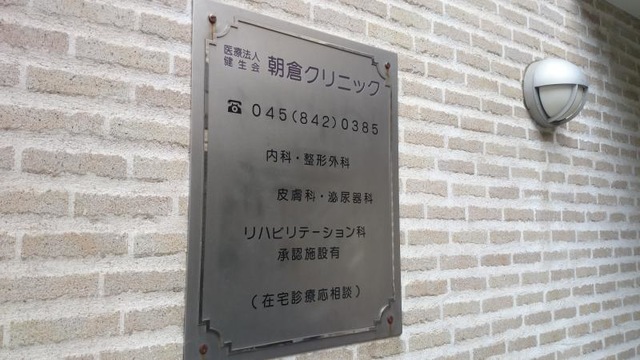 医療法人
健生会 朝倉クリニック
☎ 045(842)0385
内科・整形外科
皮膚科・泌尿器科
リハビリテーション科
承認施設有
(在宅診療応相談)